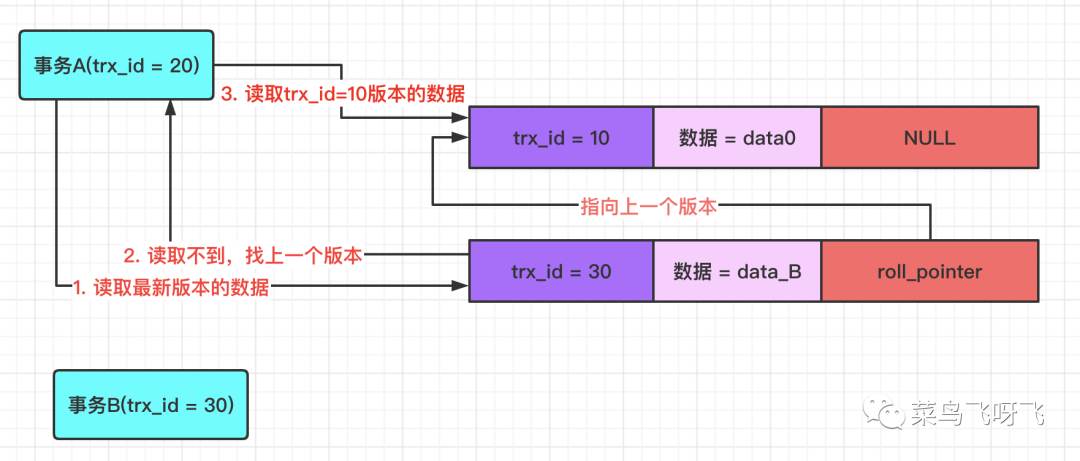 事务A(trx_id = 20)
3. 读取trx_id=10版本的数据
trx_id = 10
数据 = data0
NULL
指向上一个版本
2. 读取不到，找上一个版本
trx_id = 30
数据 = data_B
roll_pointer
1. 读取最新版本的数据
事务B(trx_id = 30)
菜鸟飞呀飞